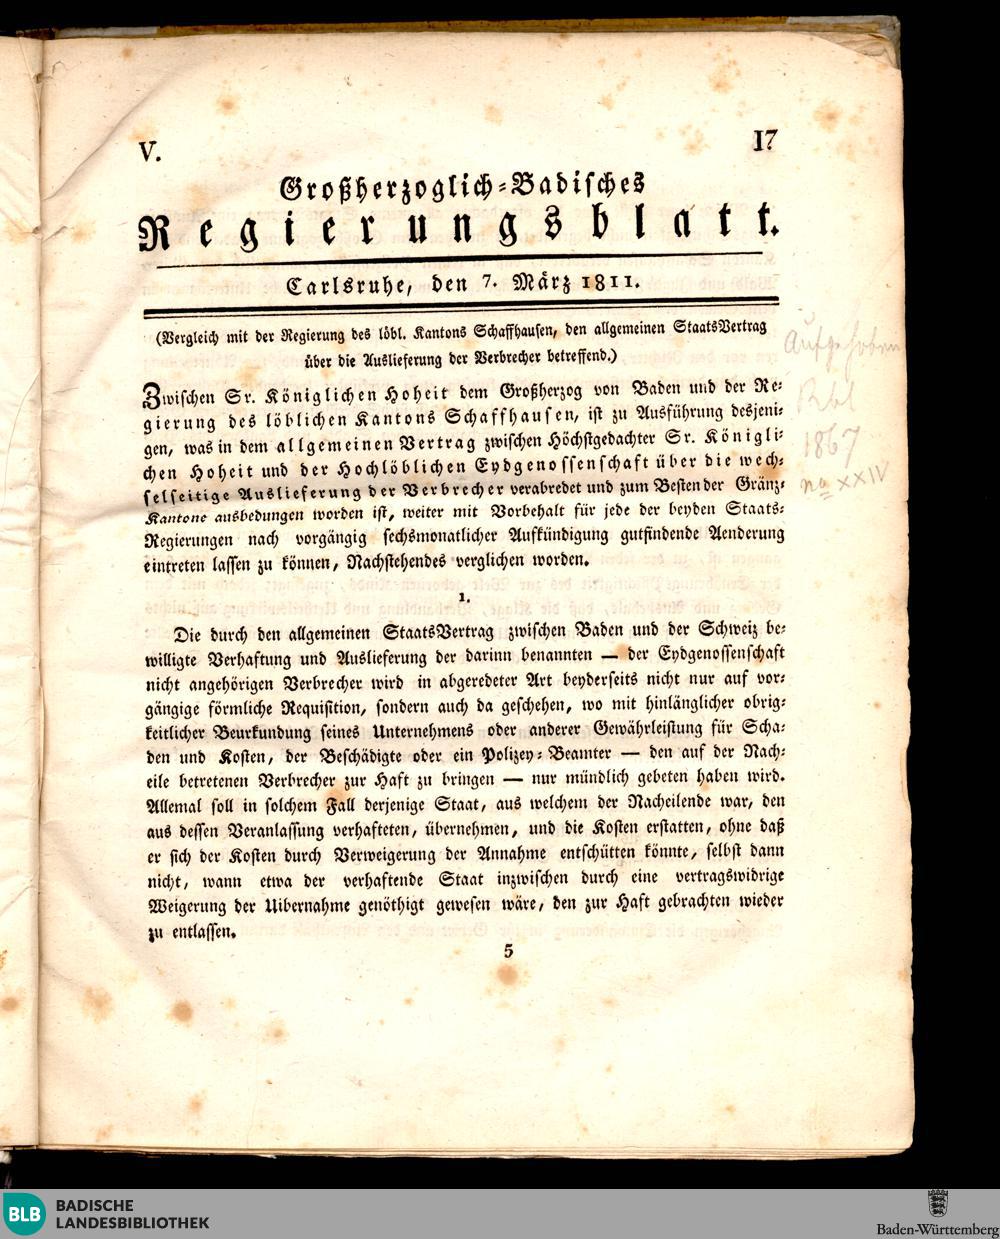 V.
17
Großherzoglich-Badisches
Regierungsblatt.
Carlsruhe, den 7. März 1811.
(Vergleich mit der Regierung des löbl. Kantons Schaffhausen, den allgemeinen StaatsVertrag
über die Auslieferung der Verbrecher betreffend.)
Zwischen Sr. Königlichen Hoheit dem Großherzog von Baden und der Re-
gierung des löblichen Kantons Schaffhausen, ist zu Ausführung desjeni-
gen, was in dem allgemeinen Vertrag zwischen Höchstgedachter Sr. Königli-
chen Hoheit und der Hochlöblichen Eydgenossenschaft über die wech-
selseitige Auslieferung der Verbrecher verabredet und zum Besten der Gränz-
Kantone ausbedungen worden ist, weiter mit Vorbehalt für jede der beyden Staats-
Regierungen nach vorgängig sechsmonatlicher Aufkündigung gutfindende Aenderung
eintreten lassen zu können, Nachstehendes verglichen worden.
1.
Die durch den allgemeinen StaatsVertrag zwischen Baden und der Schweiz be-
willigte Verhaftung und Auslieferung der darinn benannten — der Eydgenossenschaft
nicht angehörigen Verbrecher wird in abgeredeter Art beyderseits nicht nur auf vor-
gängige förmliche Requisition, sondern auch da geschehen, wo mit hinlänglicher obrig-
keitlicher Beurkundung seines Unternehmens oder anderer Gewährleistung für Scha-
den und Kosten, der Beschädigte oder ein Polizey-Beamter — den auf der Nach-
eile betretenen Verbrecher zur Haft zu bringen — nur mündlich gebeten haben wird.
Allemal soll in solchem Fall derjenige Staat, aus welchem der Nacheilende war, den
aus dessen Veranlassung verhafteten, übernehmen, und die Kosten erstatten, ohne daß
er sich der Kosten durch Verweigerung der Annahme entschütten könnte, selbst dann
nicht, wann etwa der verhaftende Staat inzwischen durch eine vertragswidrige
Weigerung der Uibernahme genöthigt gewesen wäre, den zur Haft gebrachten wieder
zu entlassen.
5
Aufgehoben
Rbl
1867
no XXIV
BLB BADISCHE
LANDESBIBLIOTHEK
Baden-Württemberg